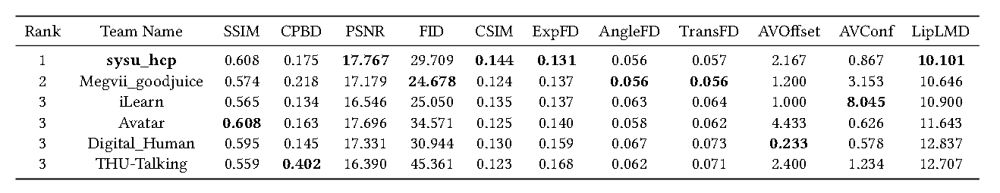 Rank Team Name SSIM CPBD PSNR FID CSIM ExpFD AngleFD TransFD AVOffset AVConf LipLMD
1 sysu_hcp 0.608 0.175 17.767 29.709 0.144 0.131 0.056 0.057 2.167 0.867 10.101
2 Megvii_goodjuice 0.574 0.218 17.179 24.678 0.124 0.137 0.056 0.056 1.200 3.153 10.646
3 iLearn 0.565 0.134 16.546 25.050 0.135 0.137 0.063 0.064 1.000 8.045 10.900
3 Avatar 0.608 0.163 17.696 34.571 0.125 0.140 0.058 0.062 4.433 0.626 11.643
3 Digital_Human 0.595 0.145 17.331 30.944 0.130 0.159 0.067 0.073 0.233 0.578 12.837
3 THU-Talking 0.559 0.402 16.390 45.361 0.123 0.168 0.062 0.071 2.400 1.234 12.707